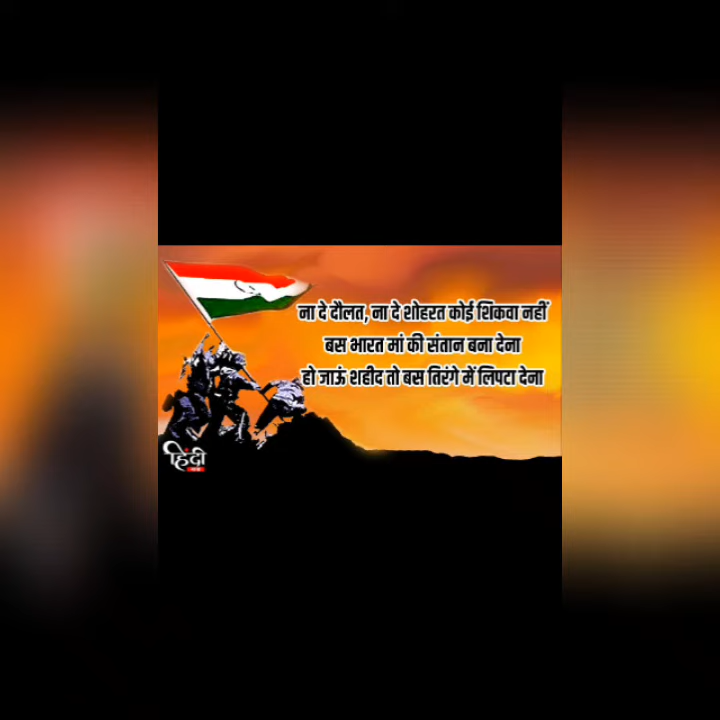 ना दे दौलत, ना दे शोहरत कोई शिकवा नहीं
बस भारत मां की संतान बना देना
हो जाऊं शहीद तो बस तिरंगे में लिपटा देना
हिंदी